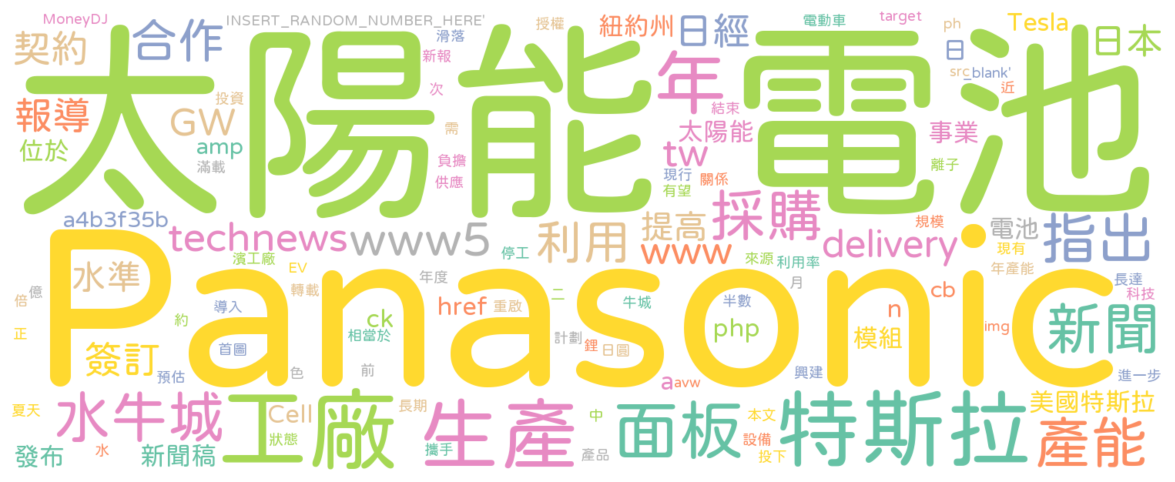 MoneyDJ
INSERT_RANDOM_NUMBER_HERE'
授權
電動車
target
ph
Tesla
契約
合作
滑落
新報
紐約州
日經
日
src
_blank'
日本
太陽能電池
年
報導
投資
GW
次
近
結束
需
太陽能
事業
位於
amp
滿載
負擔
供應
tw
現行
關係
有望
離子
a4b3f35b
採購
規模
電池
指出
technews
www5
利用
提高
www
delivery
現有
濱工廠
停工
來源
利用率
年產能
水準
EV
年度
月
長達
倍
億
轉載
導入
href
重啟
二
牛城
半數
n
cb
科技
Panasonic
正
約
ck
相當於
計劃
鋰
日圓
php
模組
img
新聞
簽訂
首圖
預估
色
前
a
avw
興建
進一步
夏天
水牛城
工廠
Cell
長期
生產
中
面板
本文
特斯拉
美國特斯拉
發布
水
新聞稿
狀態
攜手
產品
設備
投下
產能